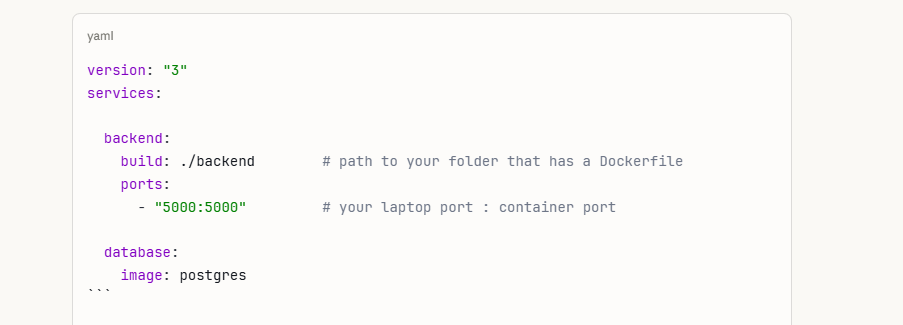 yaml
version: "3"
services:
backend:
build: ./backend # path to your folder that has a Dockerfile
ports:
- "5000:5000" # your laptop port : container port
database:
image: postgres
```